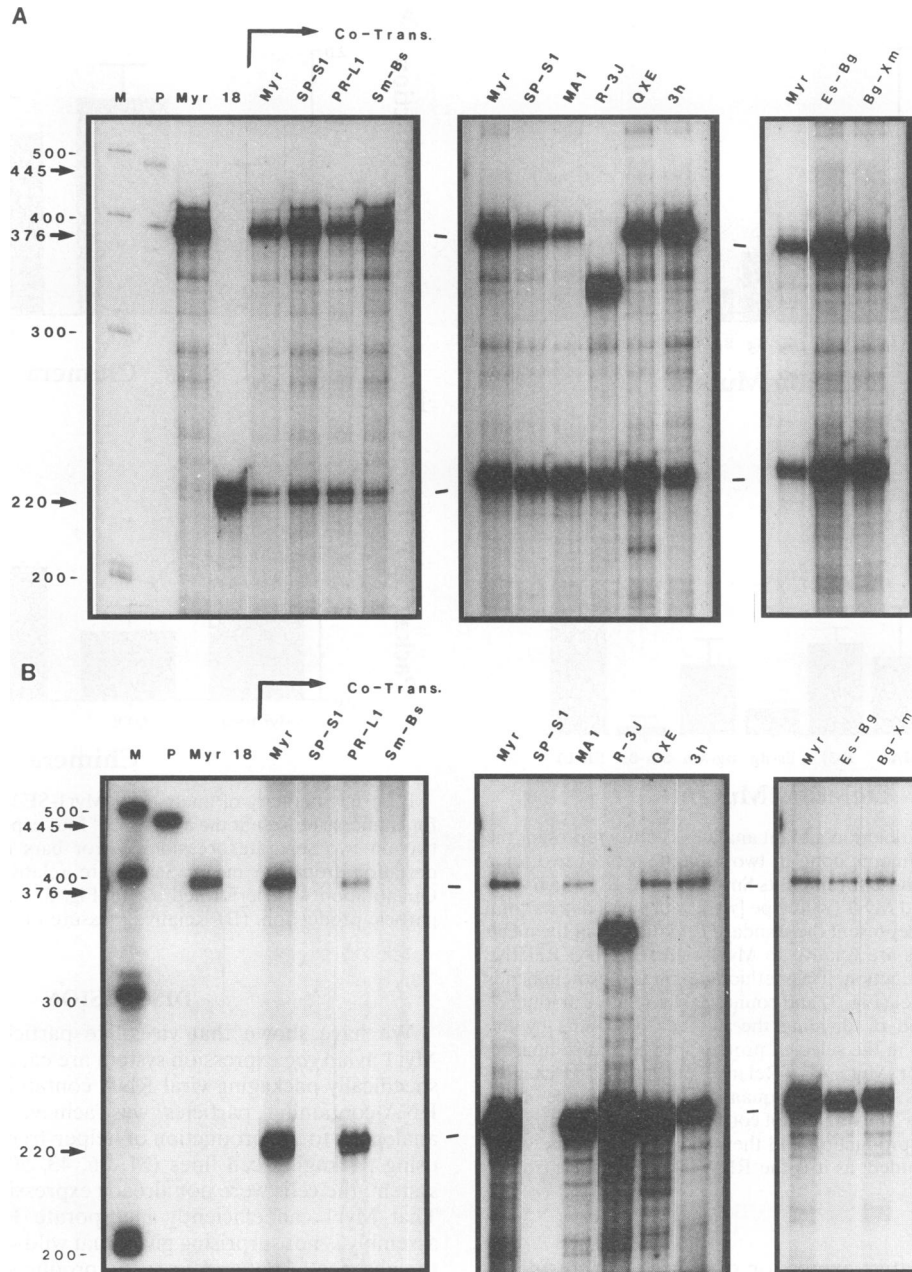 A
Co-Trans.
M P Myr 18 Myr SP-S1 PR-L1 Sm-Bs
Myr SP-S1 MA1 R-3J QXE 3h
Myr Es-Bg Bg-Xm
500-
445
400-
376
300-
220
200-
B
Co-Trans.
M P Myr 18 Myr SP-S1 PR-L1 Sm-Bs
Myr SP-S1 MA1 R-3J QXE 3h
Myr Es-Bg Bg-Xm
500-
445
400-
376
300-
220
200-